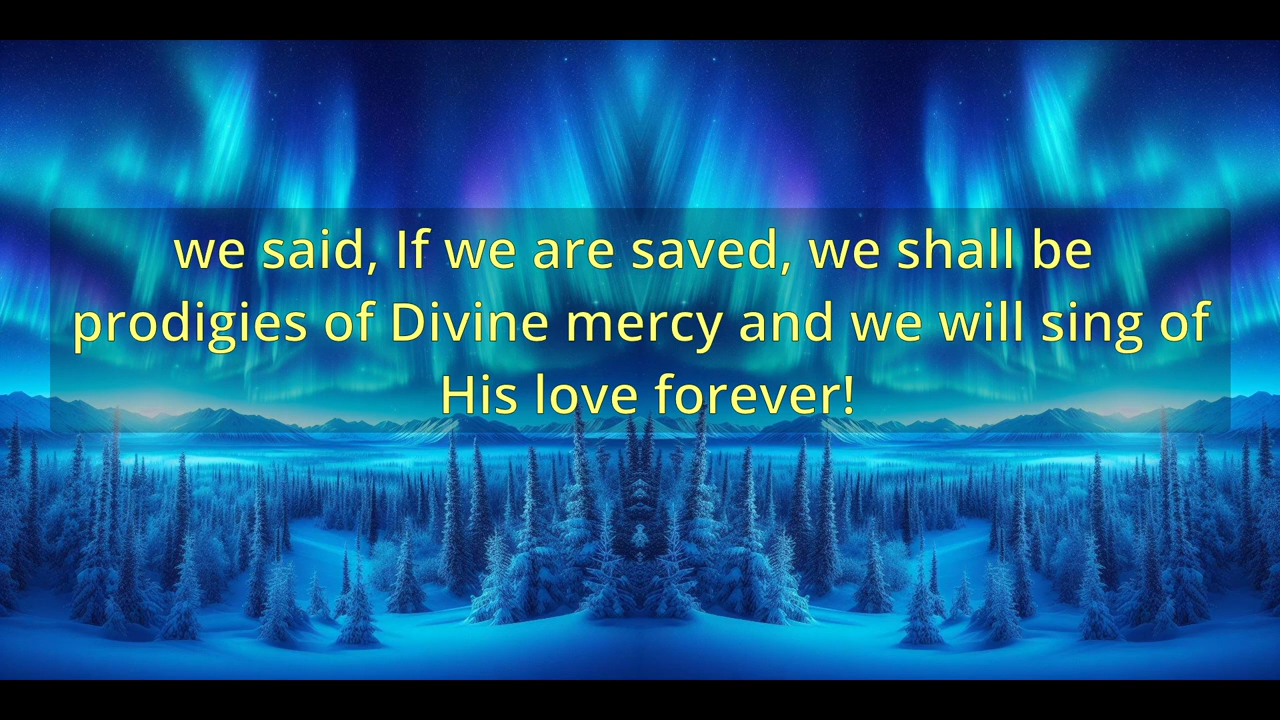 we said, If we are saved, we shall be
prodigies of Divine mercy and we will sing of
His love forever!